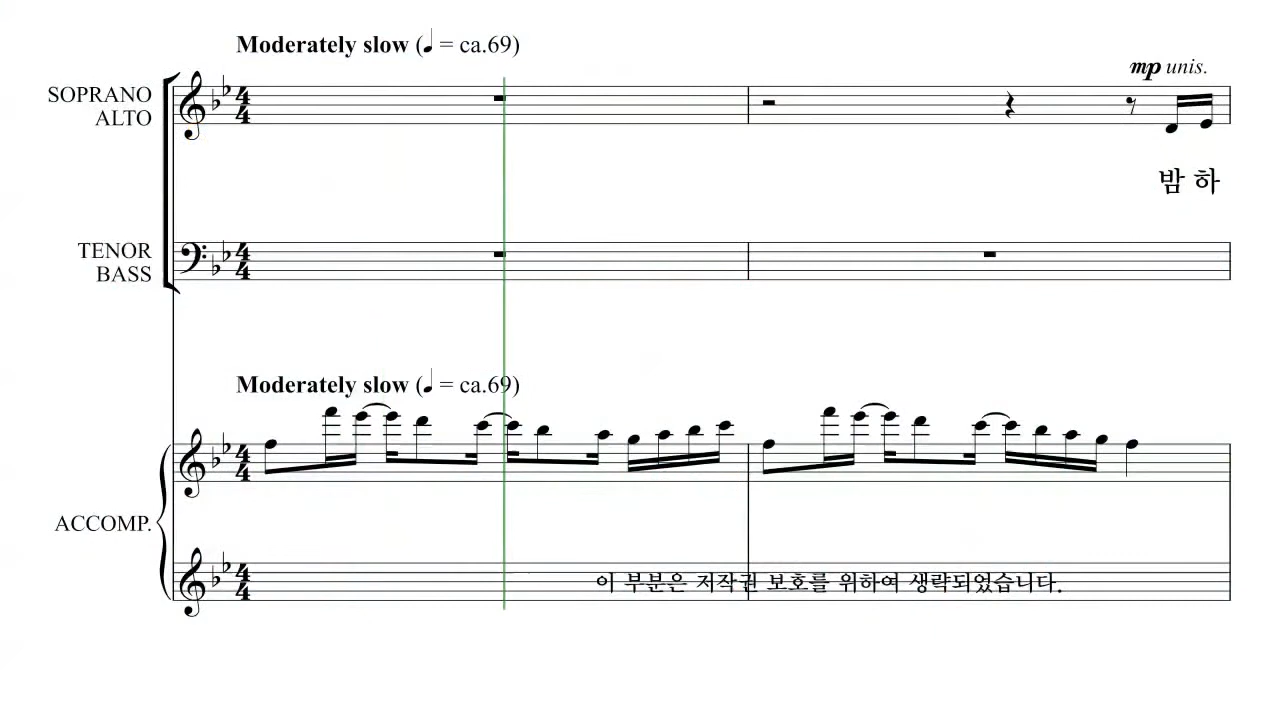 Moderately slow (♩ = ca.69)
mp unis.
SOPRANO
ALTO
밤 하
TENOR
BASS
Moderately slow (♩ = ca.69)
ACCOMP.
이 부분은 저작권 보호를 위하여 생략되었습니다.